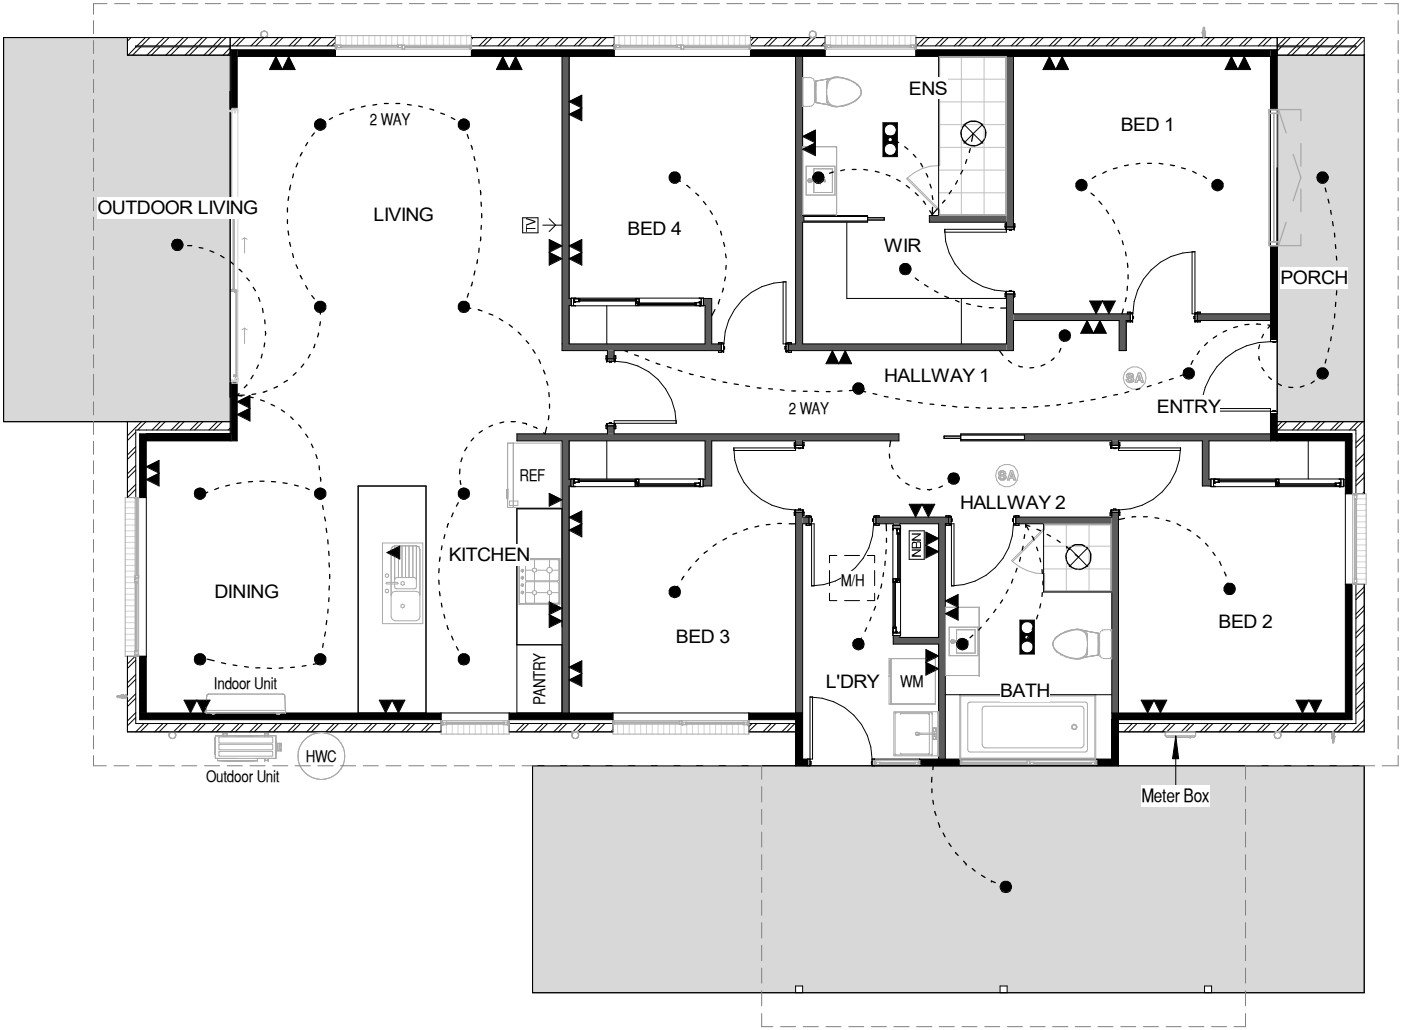 ENS
2 WAY
BED 1
OUTDOOR LIVING
LIVING
TV
BED 4
WIR
PORCH
HALLWAY 1
SA
2 WAY
ENTRY
REF
SA
HALLWAY 2
KITCHEN
NBN
M/H
DINING
BED 3
BED 2
PANTRY
L'DRY
WM
BATH
Indoor Unit
HWC
Outdoor Unit
Meter Box